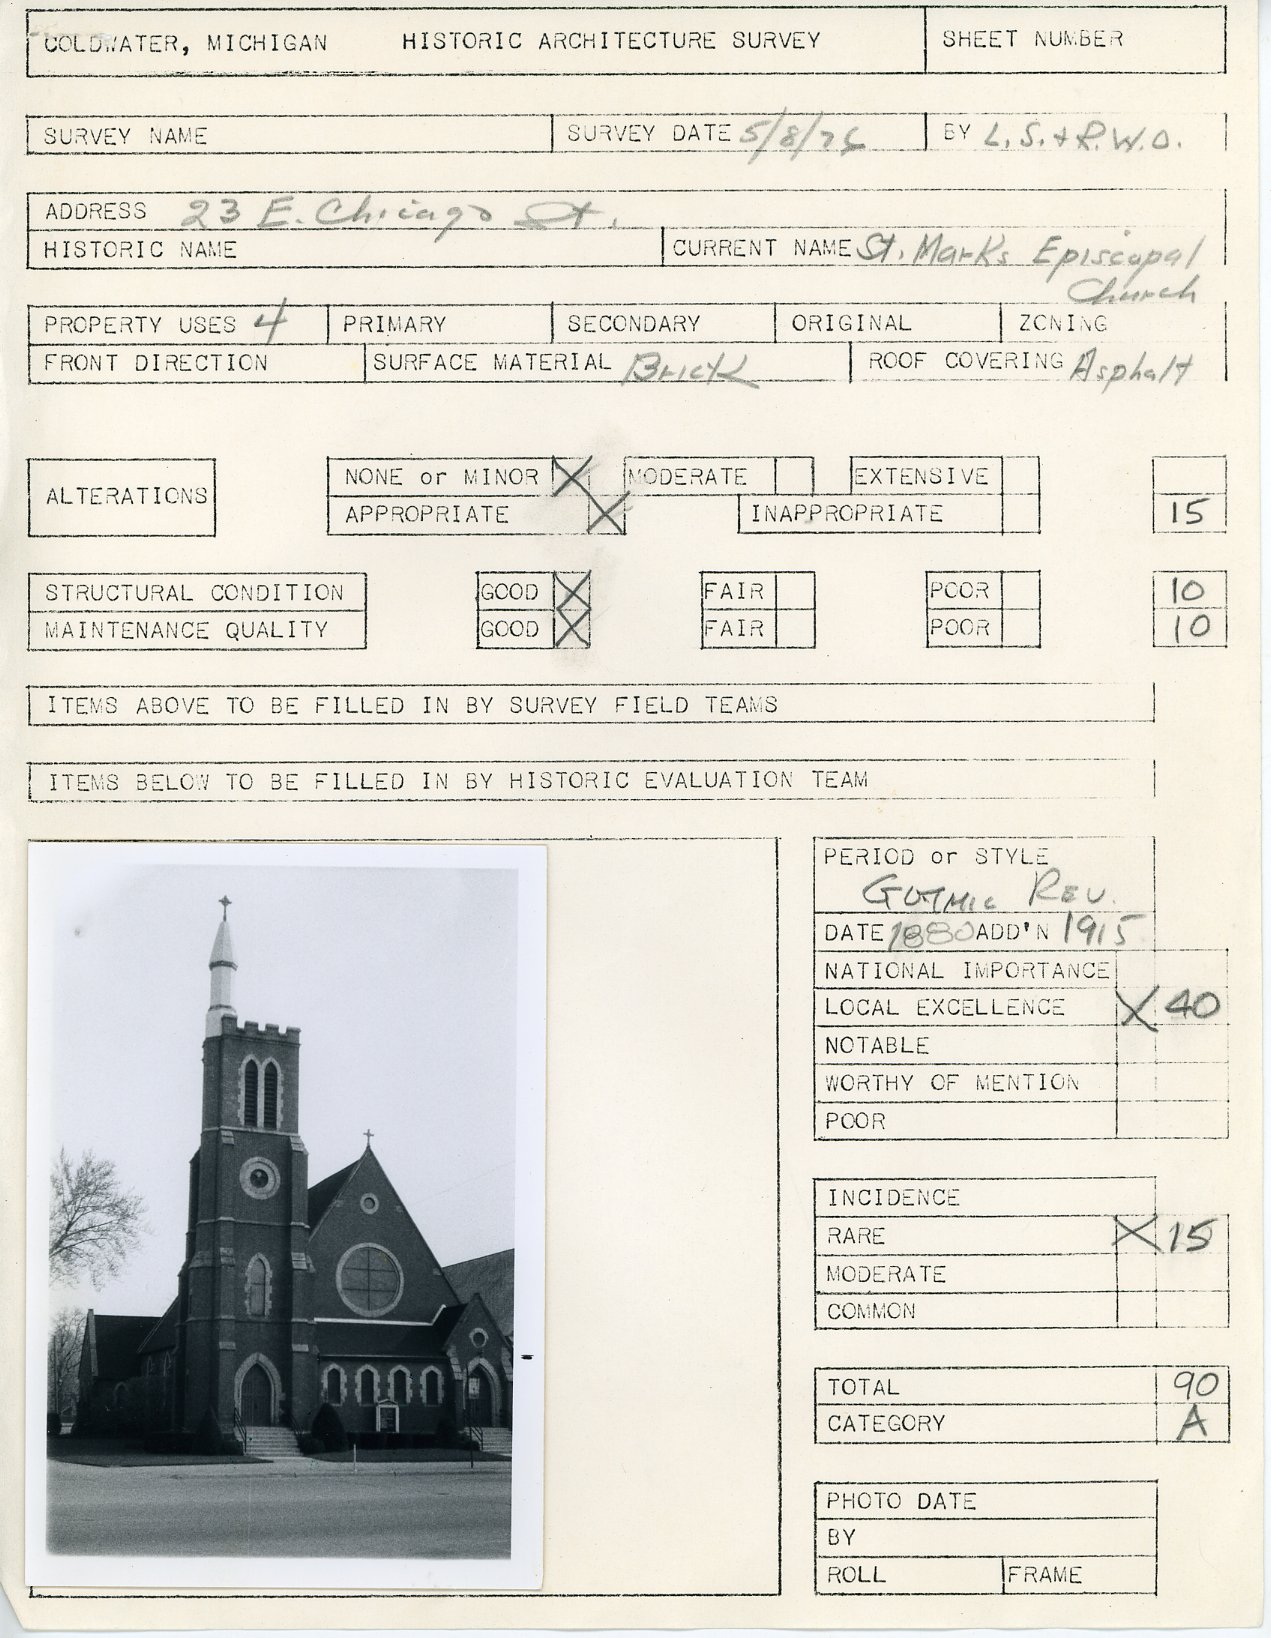 COLDWATER, MICHIGAN HISTORIC ARCHITECTURE SURVEY SHEET NUMBER
SURVEY NAME SURVEY DATE 5/8/76 BY L.S.+R.W.O.
ADDRESS 23 E. Chicago St.
HISTORIC NAME CURRENT NAME St. Marks Episcopal
Church
PROPERTY USES 4 PRIMARY SECONDARY ORIGINAL ZONING
FRONT DIRECTION SURFACE MATERIAL Brick ROOF COVERING Asphalt
ALTERATIONS
NONE or MINOR X MODERATE EXTENSIVE
APPROPRIATE X INAPPROPRIATE 15
STRUCTURAL CONDITION GOOD X FAIR POOR 10
MAINTENANCE QUALITY GOOD X FAIR POOR 10
ITEMS ABOVE TO BE FILLED IN BY SURVEY FIELD TEAMS
ITEMS BELOW TO BE FILLED IN BY HISTORIC EVALUATION TEAM
PERIOD or STYLE
GOTHIC REV.
DATE 1880 ADD'N 1915
NATIONAL IMPORTANCE
LOCAL EXCELLENCE X 40
NOTABLE
WORTHY OF MENTION
POOR
INCIDENCE
RARE X 15
MODERATE
COMMON
TOTAL 90
CATEGORY A
PHOTO DATE
BY
ROLL FRAME